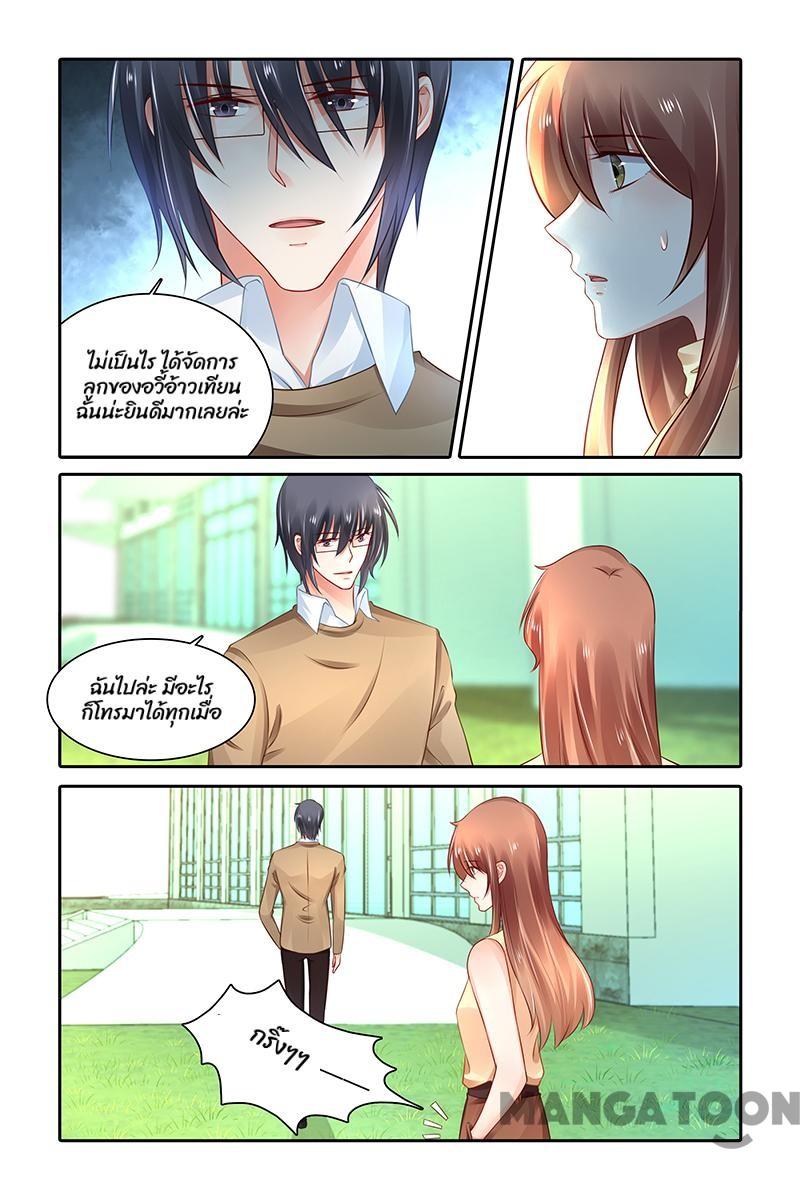 ไม่เป็นไร ได้จัดการ
ลูกของอวี้อ้าวเทียน
ฉันน่ะยินดีมากเลยล่ะ
ฉันไปล่ะ มีอะไร
ก็โทรมาได้ทุกเมื่อ
กริ๊งๆๆ
MANGATOON